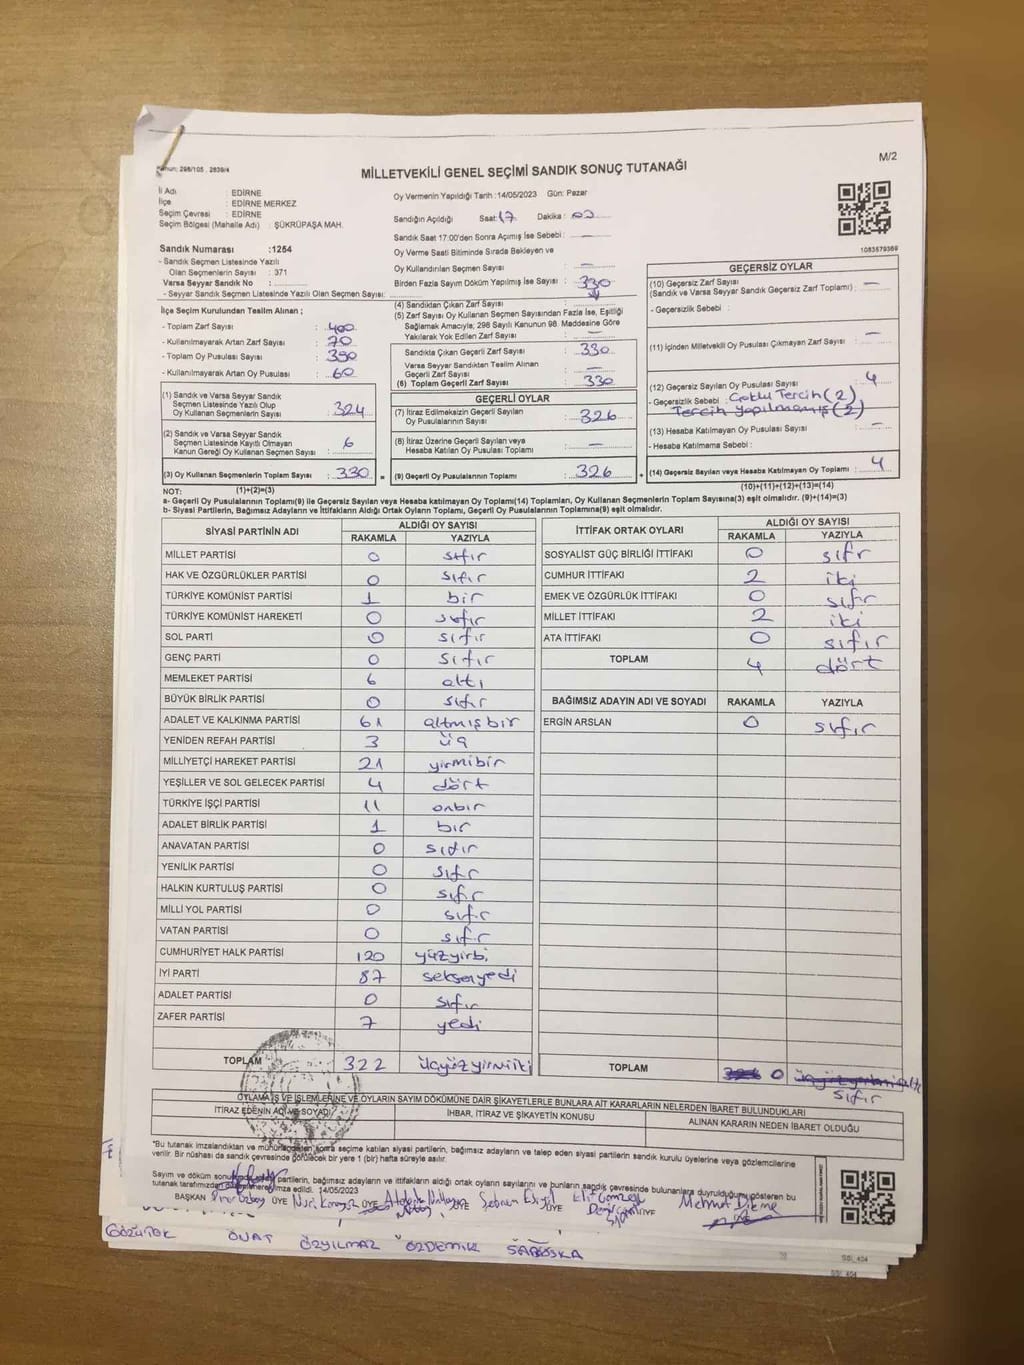 M/2
Kanun: 298/105, 2839/4
MİLLETVEKİLİ GENEL SEÇİMİ SANDIK SONUÇ TUTANAĞI
İl Adı : EDİRNE
İlçe : EDİRNE MERKEZ
Seçim Çevresi : EDİRNE
Seçim Bölgesi (Mahalle Adı) : ŞÜKRÜPAŞA MAH.
Sandık Numarası :1254
- Sandık Seçmen Listesinde Yazılı
Olan Seçmenlerin Sayısı : 371
Varsa Seyyar Sandık No :
- Seyyar Sandık Seçmen Listesinde Yazılı Olan Seçmen Sayısı:
Oy Vermenin Yapıldığı Tarih :14/05/2023 Gün: Pazar
Sandığın Açıldığı Saat: 17 Dakika : 00
Sandık Saat 17:00'den Sonra Açılmış İse Sebebi : —
Oy Verme Saati Bitiminde Sırada Bekleyen ve
Oy Kullandırılan Seçmen Sayısı : —
Birden Fazla Sayım Döküm Yapılmış İse Sayısı : 330
1083579369
İlçe Seçim Kurulundan Teslim Alınan ;
- Toplam Zarf Sayısı : 400
- Kullanılmayarak Artan Zarf Sayısı : 70
- Toplam Oy Pusulası Sayısı : 390
- Kullanılmayarak Artan Oy Pusulası : 60
(1) Sandık ve Varsa Seyyar Sandık
Seçmen Listesinde Yazılı Olup
Oy Kullanan Seçmenlerin Sayısı : 324
(2) Sandık ve Varsa Seyyar Sandık
Seçmen Listesinde Kayıtlı Olmayan
Kanun Gereği Oy Kullanan Seçmen Sayısı : 6
(3) Oy Kullanan Seçmenlerin Toplam Sayısı : 330
(1)+(2)=(3)
(4) Sandıktan Çıkan Zarf Sayısı :
(5) Zarf Sayısı Oy Kullanan Seçmen Sayısından Fazla İse, Eşitliği
Sağlamak Amacıyla; 298 Sayılı Kanunun 98. Maddesine Göre
Yakılarak Yok Edilen Zarf Sayısı : —
Sandıkta Çıkan Geçerli Zarf Sayısı : 330
Varsa Seyyar Sandıktan Teslim Alınan
Geçerli Zarf Sayısı : —
(6) Toplam Geçerli Zarf Sayısı : 330
GEÇERLİ OYLAR
(7) İtiraz Edilmeksizin Geçerli Sayılan
Oy Pusulalarının Sayısı : 326
(8) İtiraz Üzerine Geçerli Sayılan veya
Hesaba Katılan Oy Pusulası Toplamı : —
= (9) Geçerli Oy Pusulalarının Toplamı : 326
GEÇERSİZ OYLAR
(10) Geçersiz Zarf Sayısı
(Sandık ve Varsa Seyyar Sandık Geçersiz Zarf Toplamı) : —
- Geçersizlik Sebebi :
(11) İçinden Milletvekili Oy Pusulası Çıkmayan Zarf Sayısı : —
(12) Geçersiz Sayılan Oy Pusulası Sayısı : 4
- Geçersizlik Sebebi : Çoklu Tercih (2)
Tercih yapılmamış (2)
(13) Hesaba Katılmayan Oy Pusulası Sayısı : —
- Hesaba Katılmama Sebebi :
+ (14) Geçersiz Sayılan veya Hesaba Katılmayan Oy Toplamı : 4
(10)+(11)+(12)+(13)=(14)
NOT:
a- Geçerli Oy Pusulalarının Toplamı(9) ile Geçersiz Sayılan veya Hesaba katılmayan Oy Toplamı(14) Toplamları, Oy Kullanan Seçmenlerin Toplam Sayısına(3) eşit olmalıdır. (9)+(14)=(3)
b- Siyasi Partilerin, Bağımsız Adayların ve İttifakların Aldığı Ortak Oyların Toplamı, Geçerli Oy Pusulalarının Toplamına(9) eşit olmalıdır.
SİYASİ PARTİNİN ADI ALDIĞI OY SAYISI
RAKAMLA YAZIYLA
MİLLET PARTİSİ 0 sıfır
HAK VE ÖZGÜRLÜKLER PARTİSİ 0 sıfır
TÜRKİYE KOMÜNİST PARTİSİ 1 bir
TÜRKİYE KOMÜNİST HAREKETİ 0 sıfır
SOL PARTİ 0 sıfır
GENÇ PARTİ 0 sıfır
MEMLEKET PARTİSİ 6 altı
BÜYÜK BİRLİK PARTİSİ 0 sıfır
ADALET VE KALKINMA PARTİSİ 61 altmışbir
YENİDEN REFAH PARTİSİ 3 üç
MİLLİYETÇİ HAREKET PARTİSİ 21 yirmibir
YEŞİLLER VE SOL GELECEK PARTİSİ 4 dört
TÜRKİYE İŞÇİ PARTİSİ 11 onbir
ADALET BİRLİK PARTİSİ 1 bir
ANAVATAN PARTİSİ 0 sıfır
YENİLİK PARTİSİ 0 sıfır
HALKIN KURTULUŞ PARTİSİ 0 sıfır
MİLLİ YOL PARTİSİ 0 sıfır
VATAN PARTİSİ 0 sıfır
CUMHURİYET HALK PARTİSİ 120
İYİ PARTİ 87 seksenyedi
ADALET PARTİSİ 0 sıfır
ZAFER PARTİSİ 7 yedi
TOPLAM 322 üçyüzyirmiiki
İTTİFAK ORTAK OYLARI ALDIĞI OY SAYISI
RAKAMLA YAZIYLA
SOSYALİST GÜÇ BİRLİĞİ İTTİFAKI 0 sıfr
CUMHUR İTTİFAKI 2 iki
EMEK VE ÖZGÜRLÜK İTTİFAKI 0 sıfr
MİLLET İTTİFAKI 2 iki
ATA İTTİFAKI 0 sıfır
TOPLAM 4 dört
BAĞIMSIZ ADAYIN ADI VE SOYADI RAKAMLA YAZIYLA
ERGİN ARSLAN 0 sıfır
TOPLAM 0 sıfır
OYLAMA İŞ VE İŞLEMLERİNE VE OYLARIN SAYIM DÖKÜMÜNE DAİR ŞİKAYETLERLE BUNLARA AİT KARARLARIN NELERDEN İBARET BULUNDUKLARI
İTİRAZ EDENİN ADI VE SOYADI İHBAR, İTİRAZ VE ŞİKAYETİN KONUSU ALINAN KARARIN NEDEN İBARET OLDUĞU
"Bu tutanak imzalandıktan ve mühürlendikten sonra seçime katılan siyasi partilerin, bağımsız adayların ve talep eden siyasi partilerin sandık kurulu üyelerine veya gözlemcilerine
verilir. Bir nüshası da sandık çevresinde görülecek bir yere 1 (bir) hafta süreyle asılır.
Sayım ve döküm partilerin, bağımsız adayların ve ittifakların aldığı ortak oyların sayılarını ve bunların sandık çevresinde bulunanlara duyrulduğunu gösteren bu
tutanak tarafımızdan imza edildi. 14/05/2023
BAŞKAN ÜYE ÜYE ÜYE ÜYE Mehmet
ÖZYILMAZ ÖZDEMİR
SSİ_404
SSİ_404